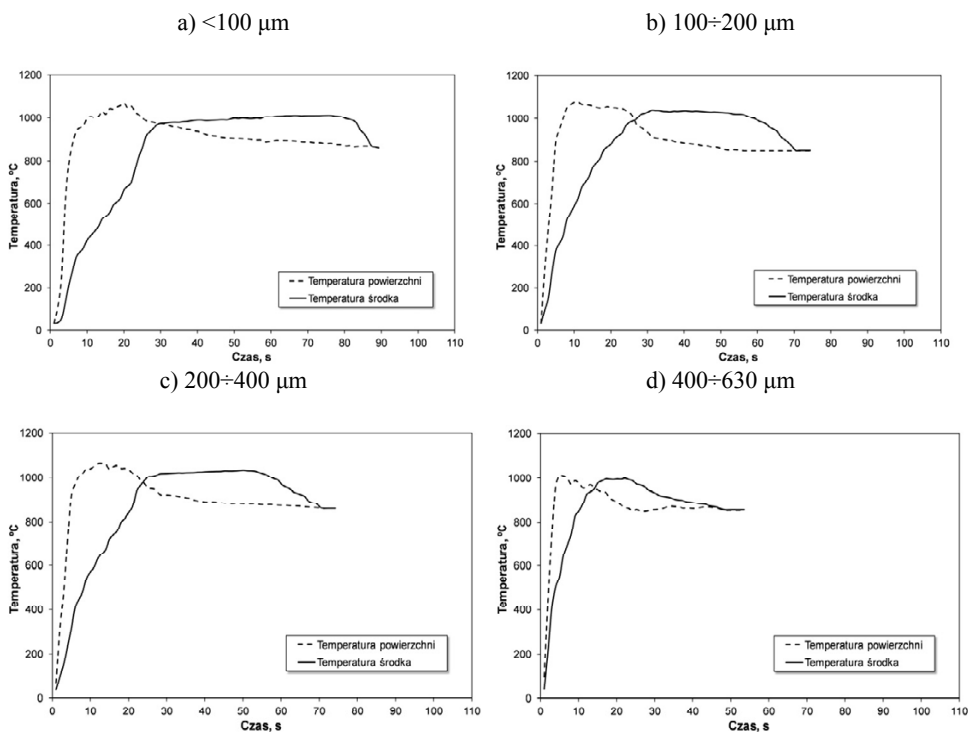 a) <100 μm
b) 100÷200 μm
Temperatura, ºC
1200
1000
800
600
400
200
0
Temperatura powierzchni
Temperatura środka
0 10 20 30 40 50 60 70 80 90 100 110
Czas, s
Temperatura, ºC
1200
1000
800
600
400
200
0
Temperatura powierzchni
Temperatura środka
0 10 20 30 40 50 60 70 80 90 100 110
Czas, s
c) 200÷400 μm
d) 400÷630 μm
Temperatura, ºC
1200
1000
800
600
400
200
0
Temperatura powierzchni
Temperatura środka
0 10 20 30 40 50 60 70 80 90 100 110
Czas, s
Temperatura, ºC
1200
1000
800
600
400
200
0
Temperatura powierzchni
Temperatura środka
0 10 20 30 40 50 60 70 80 90 100 110
Czas, s